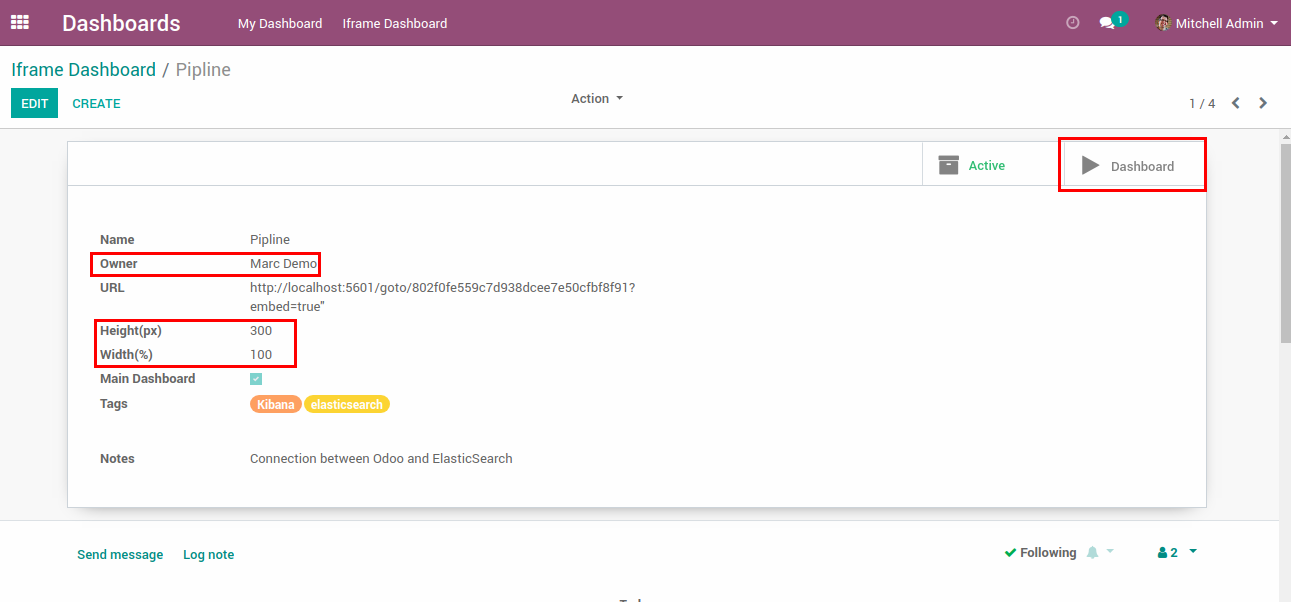 Dashboards My Dashboard Iframe Dashboard 1 Mitchell Admin
Iframe Dashboard / Pipline
EDIT CREATE Action 1 / 4
Active Dashboard
Name Pipline
Owner Marc Demo
URL http://localhost:5601/goto/802f0fe559c7d938dcee7e50cfbf8f91?
embed=true"
Height(px) 300
Width(%) 100
Main Dashboard
Tags Kibana elasticsearch
Notes Connection between Odoo and ElasticSearch
Send message Log note Following 2